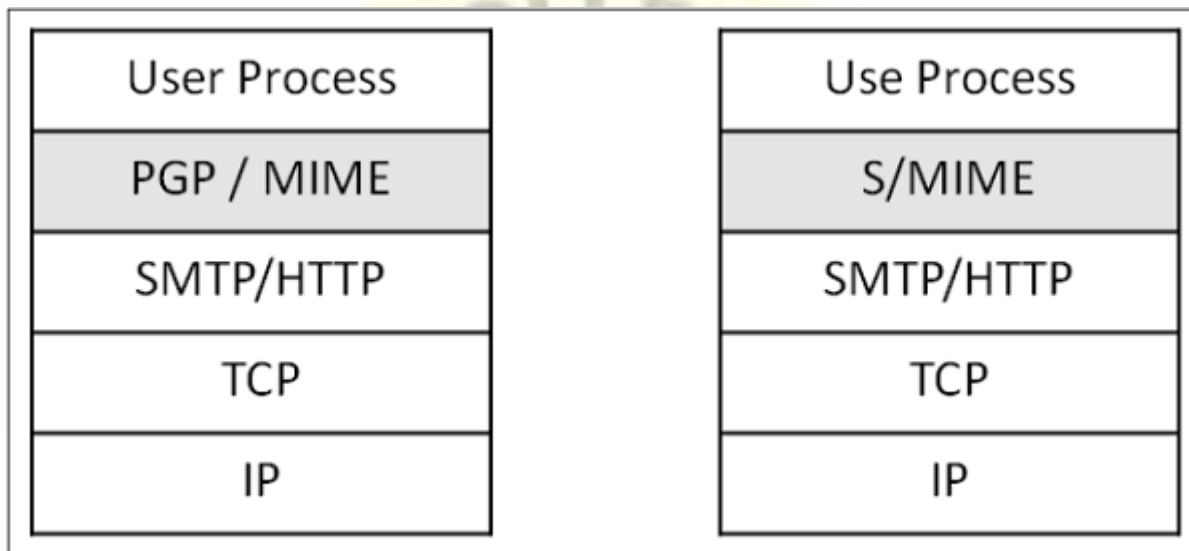 User Process
PGP / MIME
SMTP/HTTP
TCP
IP
Use Process
S/MIME
SMTP/HTTP
TCP
IP